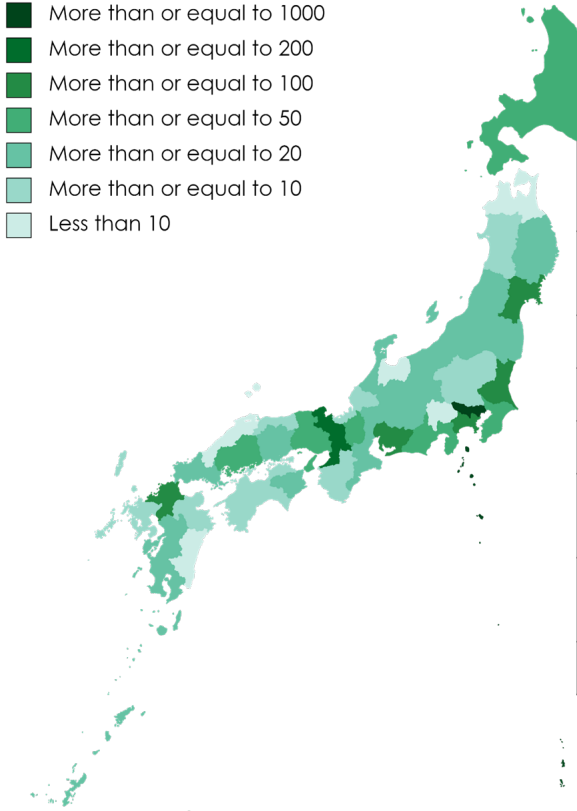 More than or equal to 1000
More than or equal to 200
More than or equal to 100
More than or equal to 50
More than or equal to 20
More than or equal to 10
Less than 10